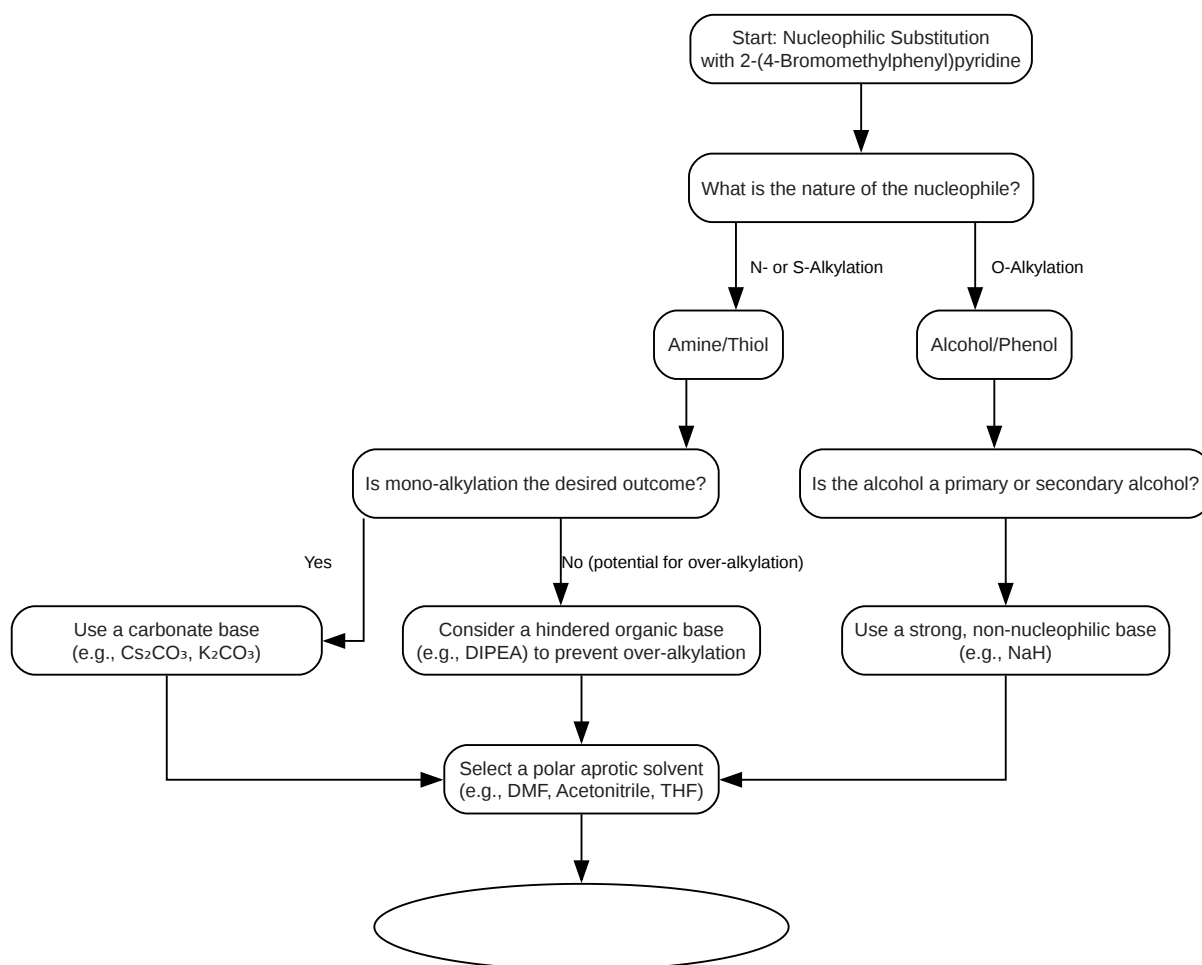 Start: Nucleophilic Substitution
with 2-(4-Bromomethylphenyl)pyridine
What is the nature of the nucleophile?
N- or S-Alkylation
O-Alkylation
Amine/Thiol
Alcohol/Phenol
Is mono-alkylation the desired outcome?
Is the alcohol a primary or secondary alcohol?
Yes
No (potential for over-alkylation)
Use a carbonate base
(e.g., Cs₂CO₃, K₂CO₃)
Consider a hindered organic base
(e.g., DIPEA) to prevent over-alkylation
Use a strong, non-nucleophilic base
(e.g., NaH)
Select a polar aprotic solvent
(e.g., DMF, Acetonitrile, THF)